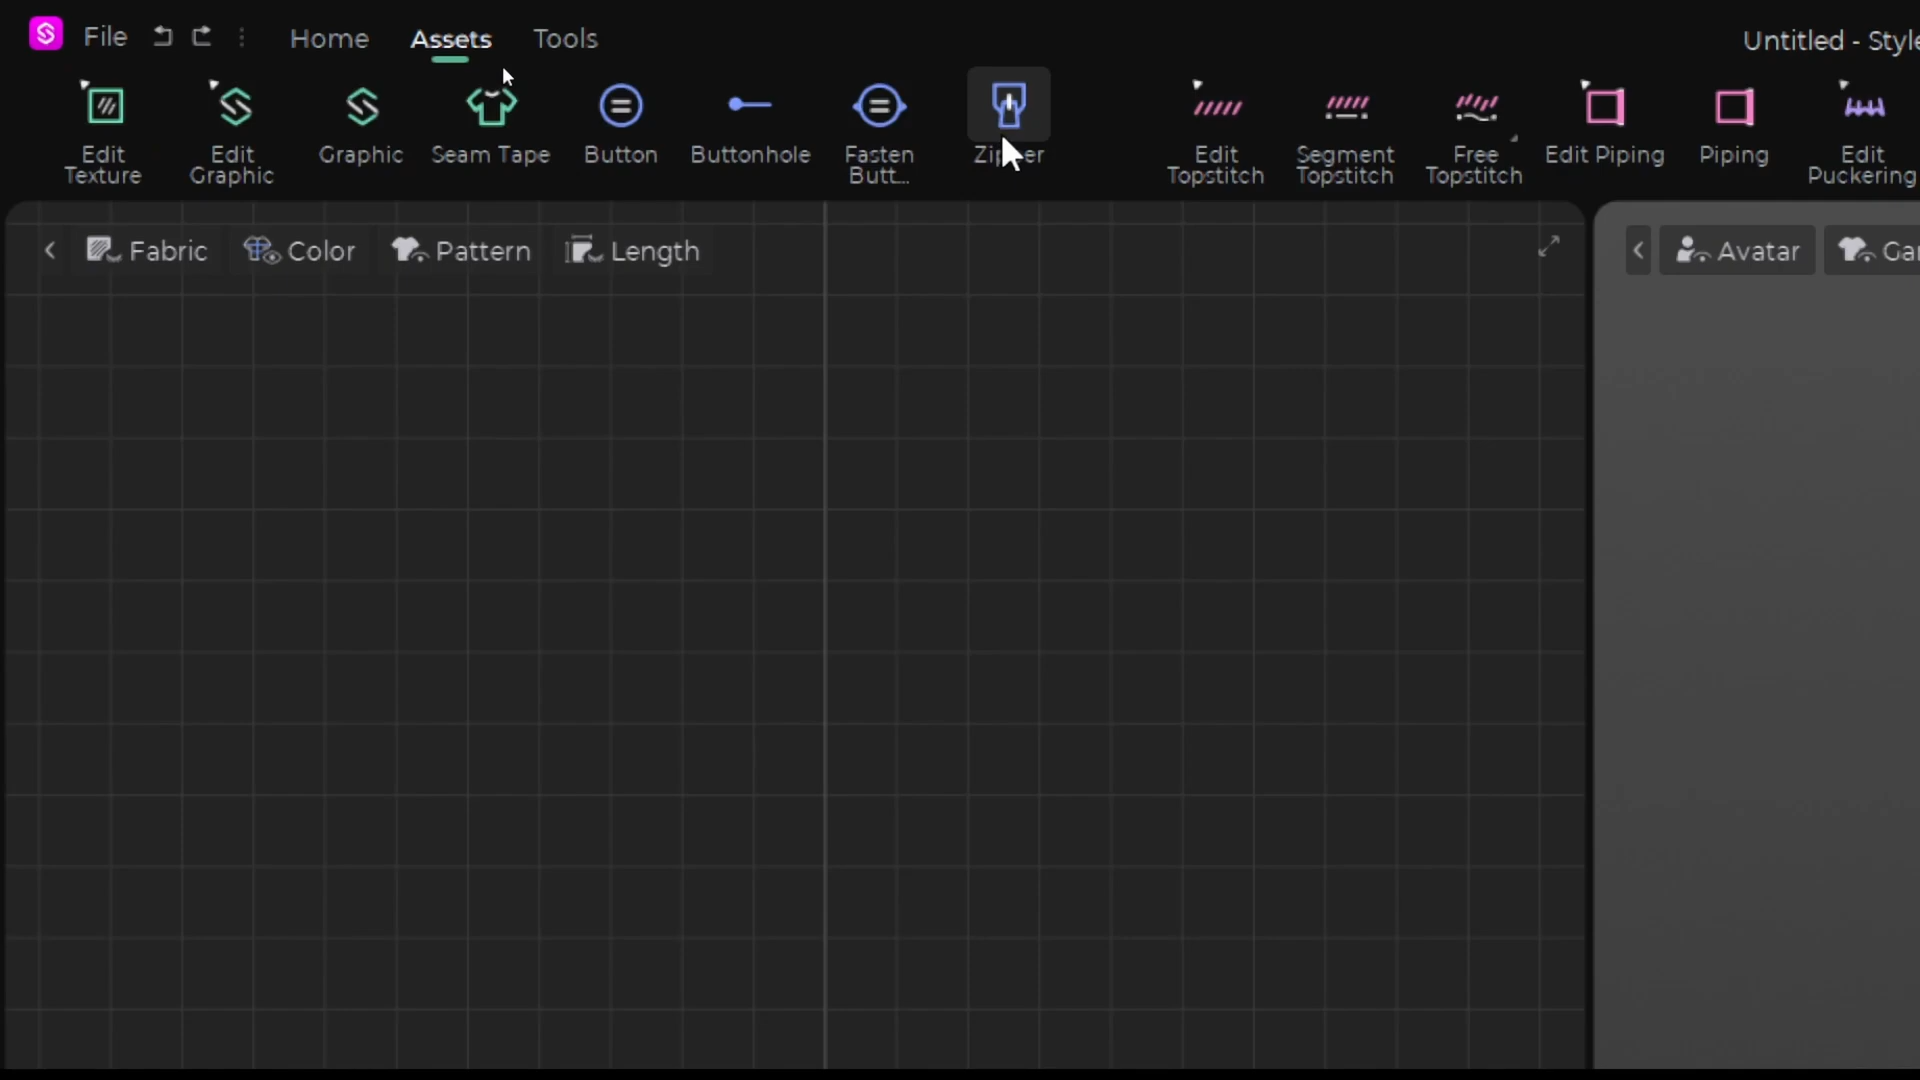 File
Home
Assets
Tools
Untitled - Style
Edit Texture
Edit Graphic
Graphic
Seam Tape
Button
Buttonhole
Fasten Butt...
Edit Topstitch
Segment Topstitch
Free Topstitch
Edit Piping
Piping
Edit Puckering
Fabric
Color
Pattern
Length
Avatar